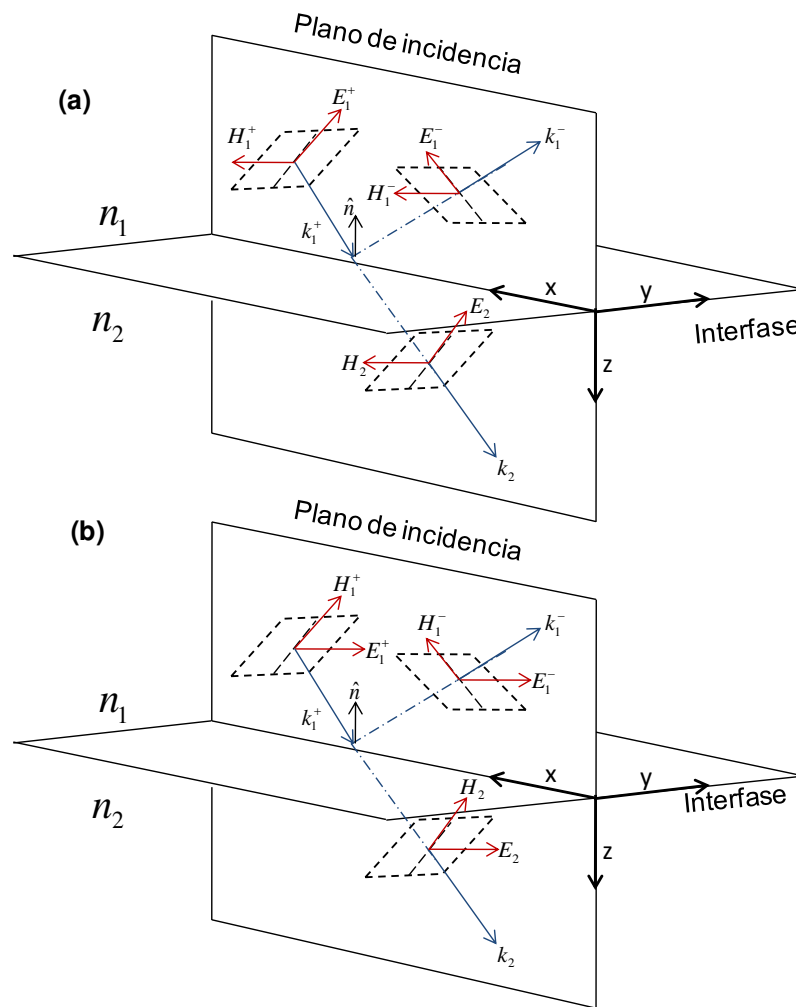 Plano de incidencia
(a)
E₁⁺
H₁⁺
E₁⁻
k₁⁻
H₁⁻
n̂
n₁
k₁⁺
x
y
n₂
E₂
Interfase
H₂
z
k₂
Plano de incidencia
(b)
H₁⁺
H₁⁻
k₁⁻
E₁⁺
E₁⁻
n̂
n₁
k₁⁺
x
y
n₂
H₂
Interfase
E₂
z
k₂